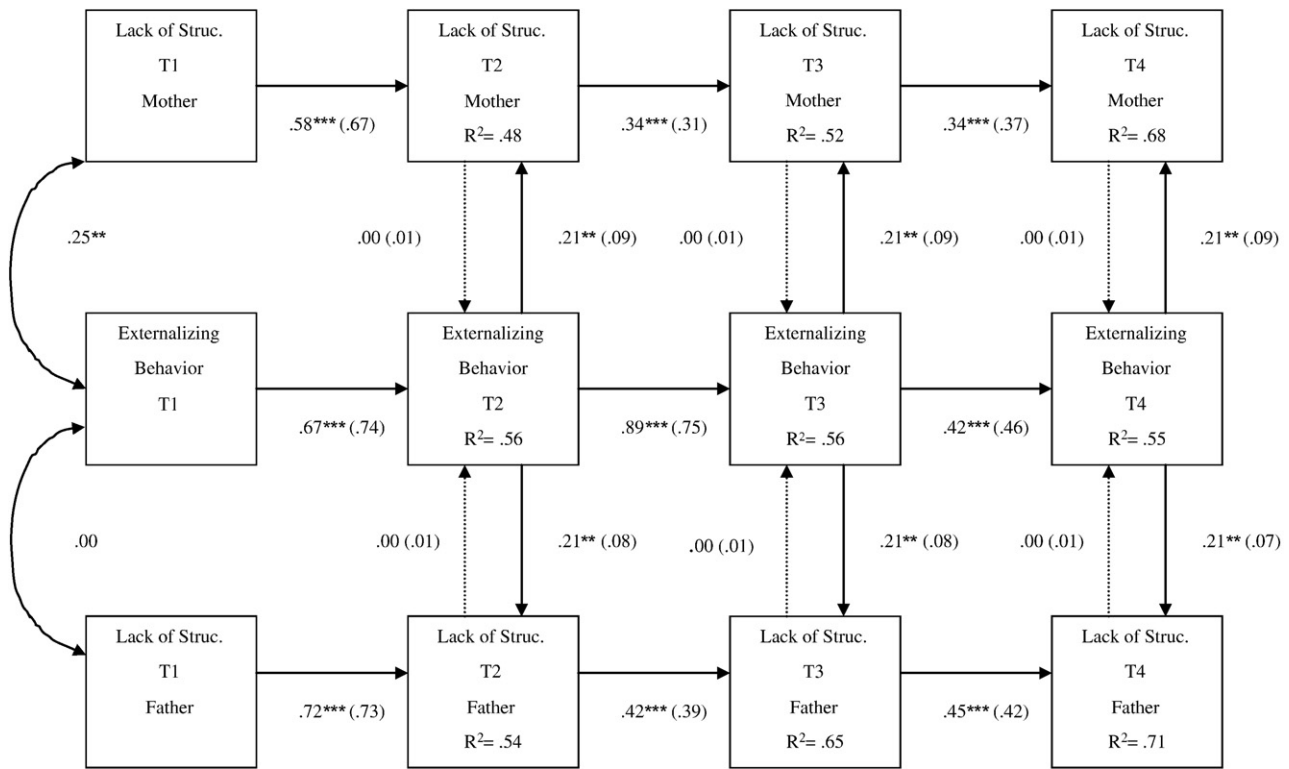 Lack of Struc.
T1
Mother
Lack of Struc.
T2
Mother
R²= .48
Lack of Struc.
T3
Mother
R²= .52
Lack of Struc.
T4
Mother
R²= .68
.58*** (.67)
.34*** (.31)
.34*** (.37)
.25**
.00 (.01)
.21** (.09)
.00 (.01)
.21** (.09)
.00 (.01)
.21** (.09)
Externalizing
Behavior
T1
Externalizing
Behavior
T2
R²= .56
Externalizing
Behavior
T3
R²= .56
Externalizing
Behavior
T4
R²= .55
.67*** (.74)
.89*** (.75)
.42*** (.46)
.00
.00 (.01)
.21** (.08)
.00 (.01)
.21** (.08)
.00 (.01)
.21** (.07)
Lack of Struc.
T1
Father
Lack of Struc.
T2
Father
R²= .54
Lack of Struc.
T3
Father
R²= .65
Lack of Struc.
T4
Father
R²= .71
.72*** (.73)
.42*** (.39)
.45*** (.42)